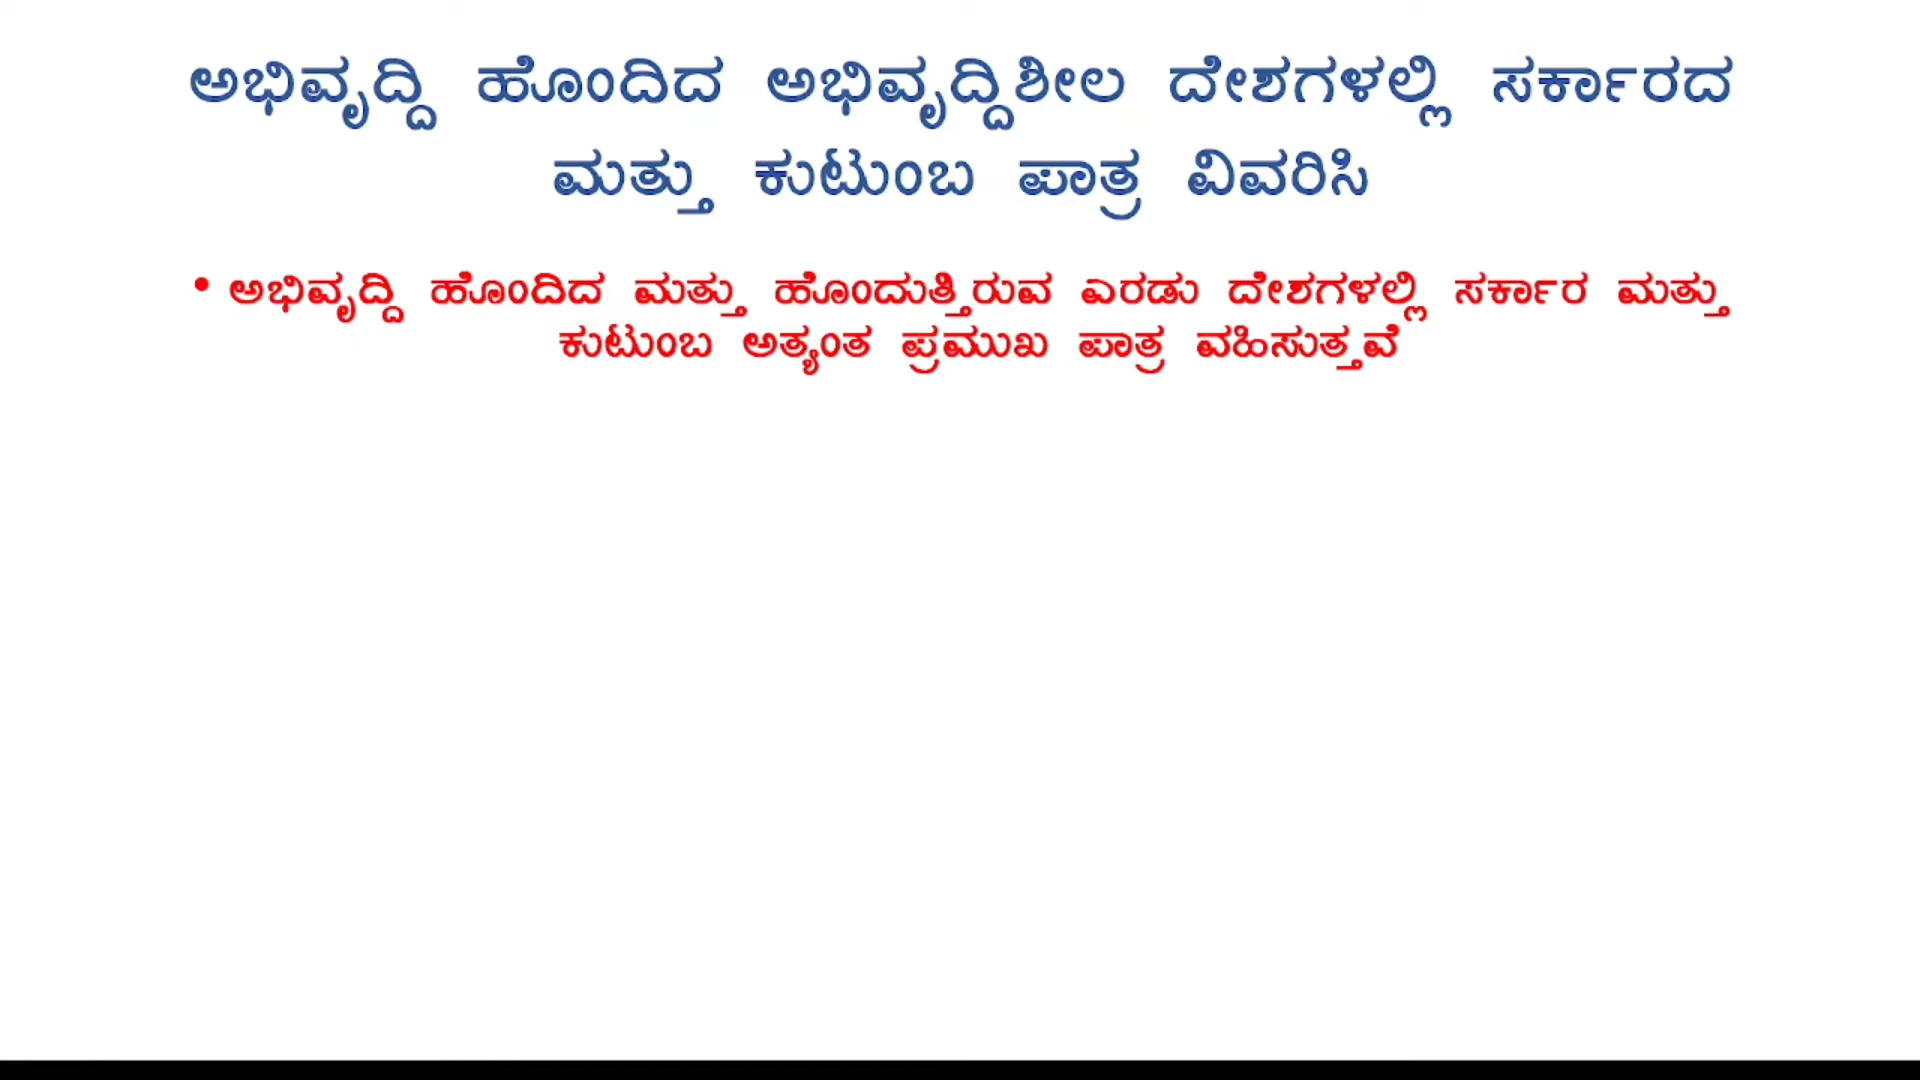 ಅಭಿವೃದ್ದಿ ಹೊಂದಿದ ಅಭಿವೃದ್ದಿಶೀಲ ದೇಶಗಳಲ್ಲಿ ಸರ್ಕಾರದ
ಮತ್ತು ಕುಟುಂಬ ಪಾತ್ರ ವಿವರಿಸಿ
• ಅಭಿವೃದ್ದಿ ಹೊಂದಿದ ಮತ್ತು ಹೊಂದುತ್ತಿರುವ ಎರಡು ದೇಶಗಳಲ್ಲಿ ಸರ್ಕಾರ ಮತ್ತು
ಕುಟುಂಬ ಅತ್ಯಂತ ಪ್ರಮುಖ ಪಾತ್ರ ವಹಿಸುತ್ತವೆ